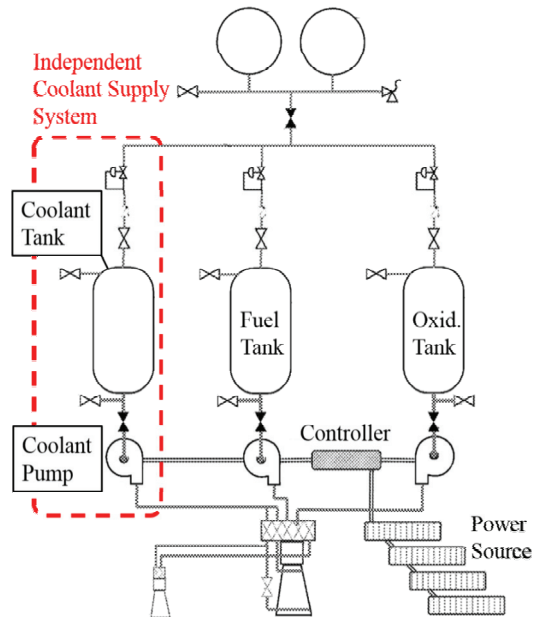 Independent
Coolant Supply
System
Coolant
Tank
Fuel
Tank
Oxid.
Tank
Controller
Coolant
Pump
Power
Source